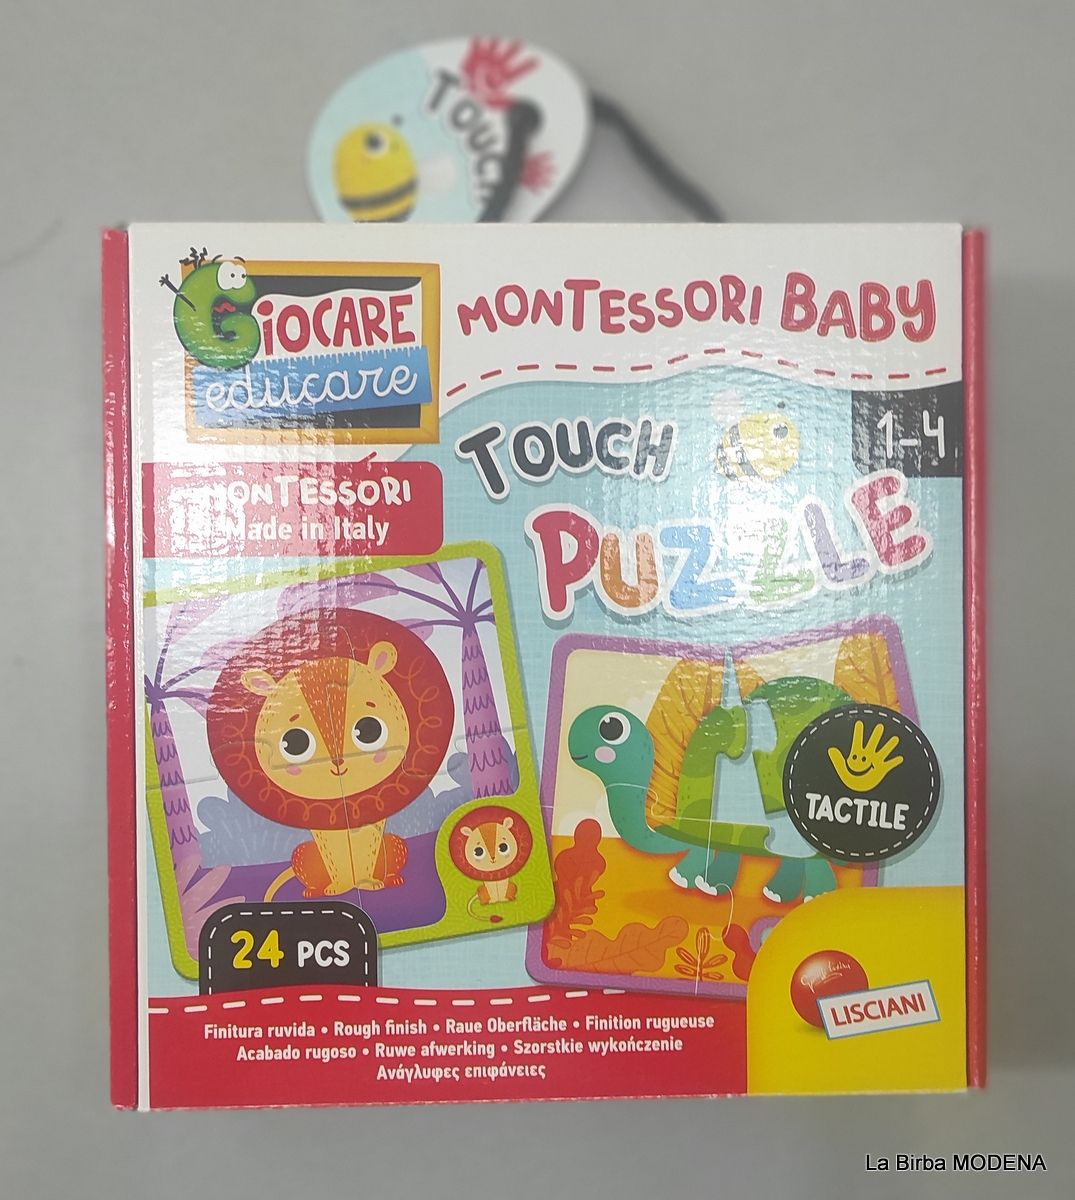 TOUCH
GIOCARE
educare
MONTESSORI BABY
TOUCH
1-4
PUZZLE
MONTESSORI
Made in Italy
TACTILE
24 PCS
LISCIANI
Finitura ruvida • Rough finish • Raue Oberfläche • Finition rugueuse
Acabado rugoso • Ruwe afwerking • Szorstkie wykończenie
Ανάγλυφες επιφάνειες
La Birba MODENA